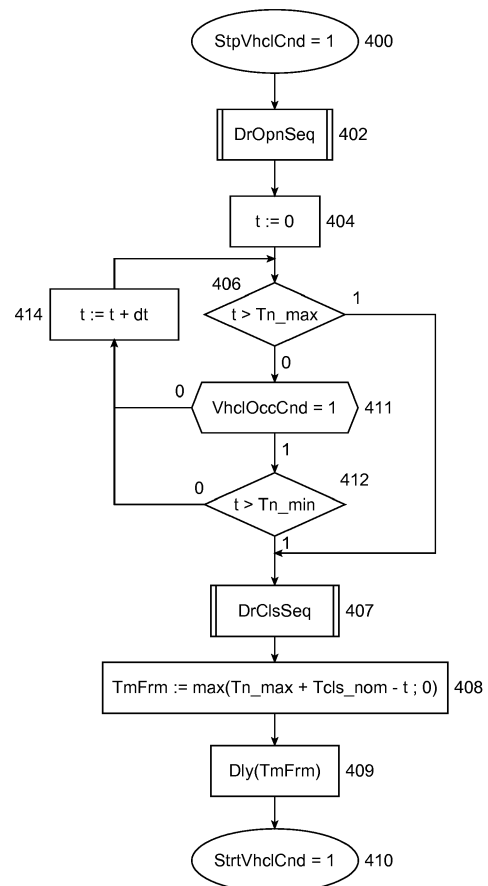 StpVhclCnd = 1 400
DrOpnSeq 402
t := 0 404
406
414 t := t + dt
t > Tn_max 1
0
0 VhclOccCnd = 1 411
1
412
0 t > Tn_min
1
DrClsSeq 407
TmFrm := max(Tn_max + Tcls_nom - t ; 0) 408
Dly(TmFrm) 409
StrtVhclCnd = 1 410